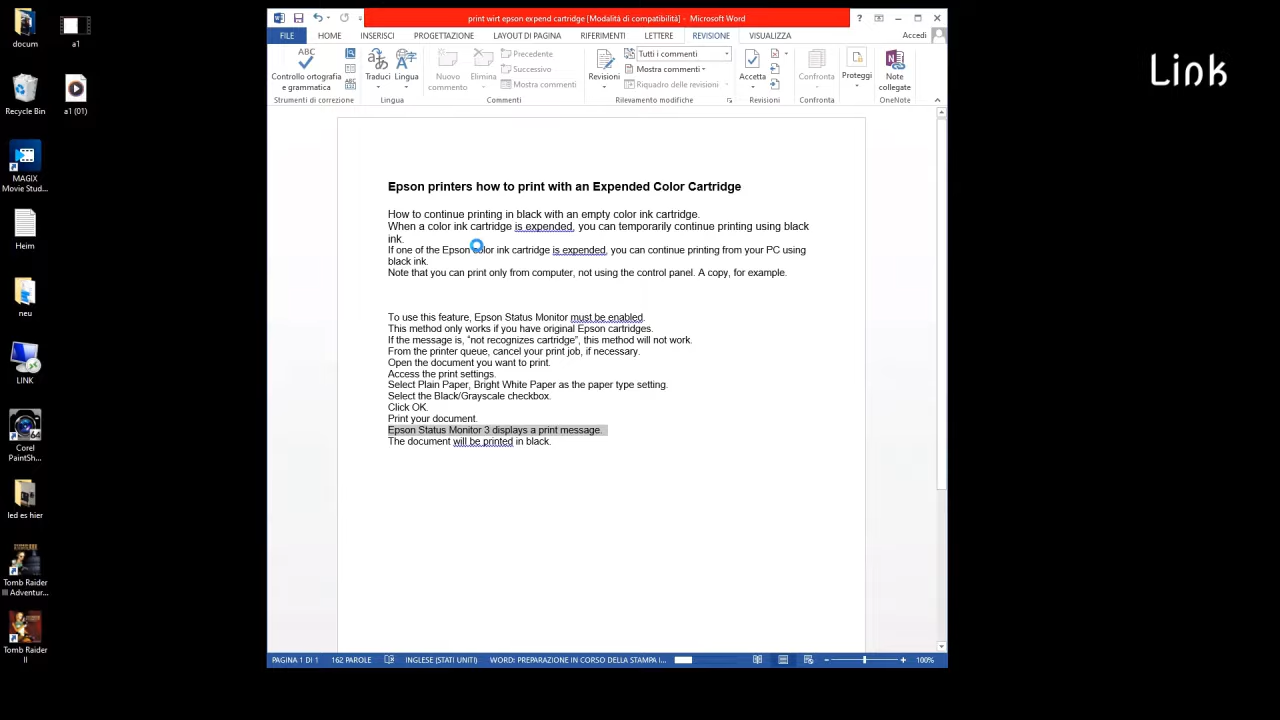 print wirt epson expend cartridge [Modalità di compatibilità] - Microsoft Word
FILE HOME INSERISCI PROGETTAZIONE LAYOUT DI PAGINA RIFERIMENTI LETTERE REVISIONE VISUALIZZA Accedi
Controllo ortografia e grammatica
Strumenti di correzione
Traduci Lingua
Lingua
Nuovo commento
Elimina
Precedente
Successivo
Mostra commenti
Commenti
Revisioni
Tutti i commenti
Mostra commenti
Riquadro delle revisioni
Rilevamento modifiche
Accetta
Revisioni
Confronta
Confronta
Proteggi
Note collegate
OneNote
Epson printers how to print with an Expended Color Cartridge
How to continue printing in black with an empty color ink cartridge.
When a color ink cartridge is expended, you can temporarily continue printing using black
ink.
If one of the Epson color ink cartridge is expended, you can continue printing from your PC using
black ink.
Note that you can print only from computer, not using the control panel. A copy, for example.
To use this feature, Epson Status Monitor must be enabled.
This method only works if you have original Epson cartridges.
If the message is, “not recognizes cartridge”, this method will not work.
From the printer queue, cancel your print job, if necessary.
Open the document you want to print.
Access the print settings.
Select Plain Paper, Bright White Paper as the paper type setting.
Select the Black/Grayscale checkbox.
Click OK.
Print your document.
Epson Status Monitor 3 displays a print message.
The document will be printed in black.
PAGINA 1 DI 1 162 PAROLE INGLESE (STATI UNITI) WORD: PREPARAZIONE IN CORSO DELLA STAMPA I... 100%
docum
a1
Recycle Bin
a1 (01)
MAGIX
Movie Stud...
Heim
neu
LINK
Corel
PaintSh...
led es hier
Tomb Raider
III Adventur...
Tomb Raider
II
Link